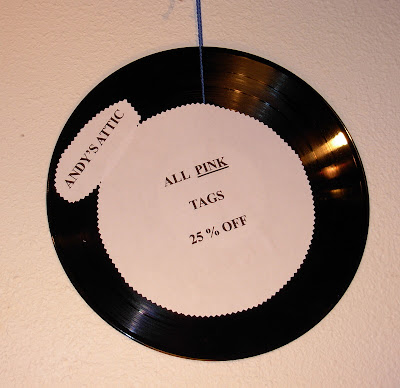 ANDY'S ATTIC
ALL PINK
TAGS
25 % OFF